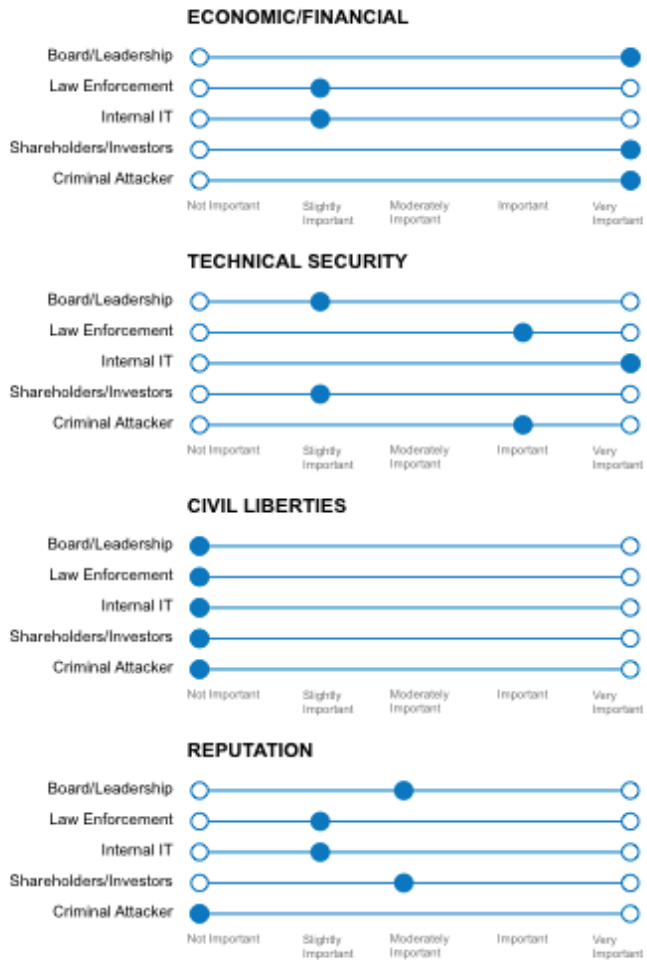 ECONOMIC/FINANCIAL
Board/Leadership
Law Enforcement
Internal IT
Shareholders/Investors
Criminal Attacker
Not Important Slightly Moderately Important Very
Important Important Important
TECHNICAL SECURITY
Board/Leadership
Law Enforcement
Internal IT
Shareholders/Investors
Criminal Attacker
Not Important Slightly Moderately Important Very
Important Important Important
CIVIL LIBERTIES
Board/Leadership
Law Enforcement
Internal IT
Shareholders/Investors
Criminal Attacker
Not Important Slightly Moderately Important Very
Important Important Important
REPUTATION
Board/Leadership
Law Enforcement
Internal IT
Shareholders/Investors
Criminal Attacker
Not Important Slightly Moderately Important Very
Important Important Important